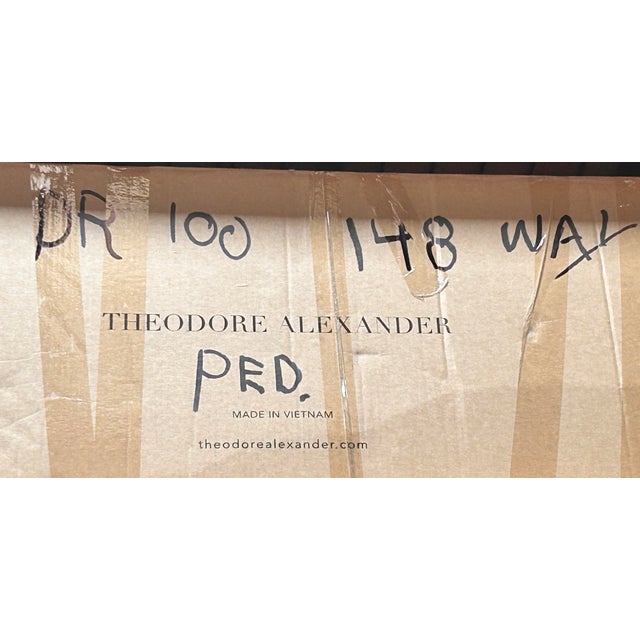 DR 100 148 WAL
THEODORE ALEXANDER
PED.
MADE IN VIETNAM
theodorealexander.com